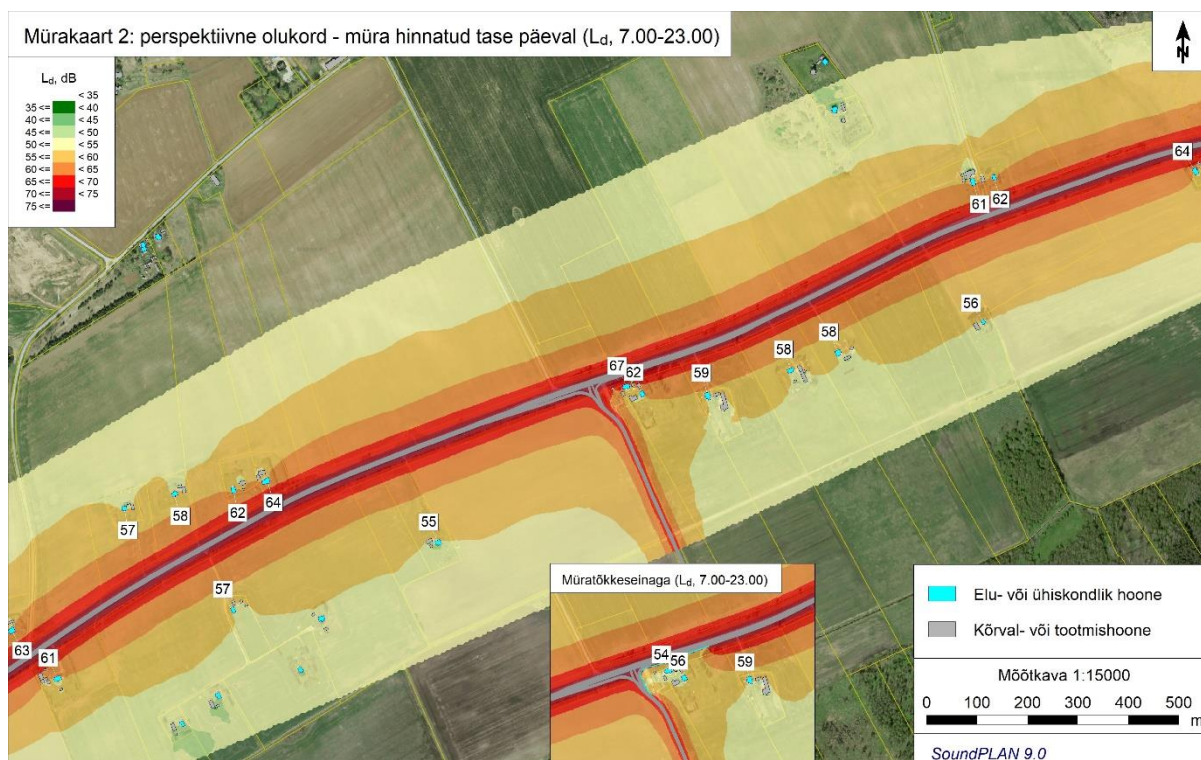 Mürakaart 2: perspektiivne olukord - müra hinnatud tase päeval (Ld, 7.00-23.00)
N
Ld, dB
< 35
35 <= < 40
40 <= < 45
45 <= < 50
50 <= < 55
55 <= < 60
60 <= < 65
65 <= < 70
70 <= < 75
75 <=
64
61
62
56
58
58
67
62
59
64
62
58
57
55
57
63
61
Müratõkkeseinaga (Ld, 7.00-23.00)
54
56
59
Elu- või ühiskondlik hoone
Kõrval- või tootmishoone
Mõõtkava 1:15000
0 100 200 300 400 500
m
SoundPLAN 9.0